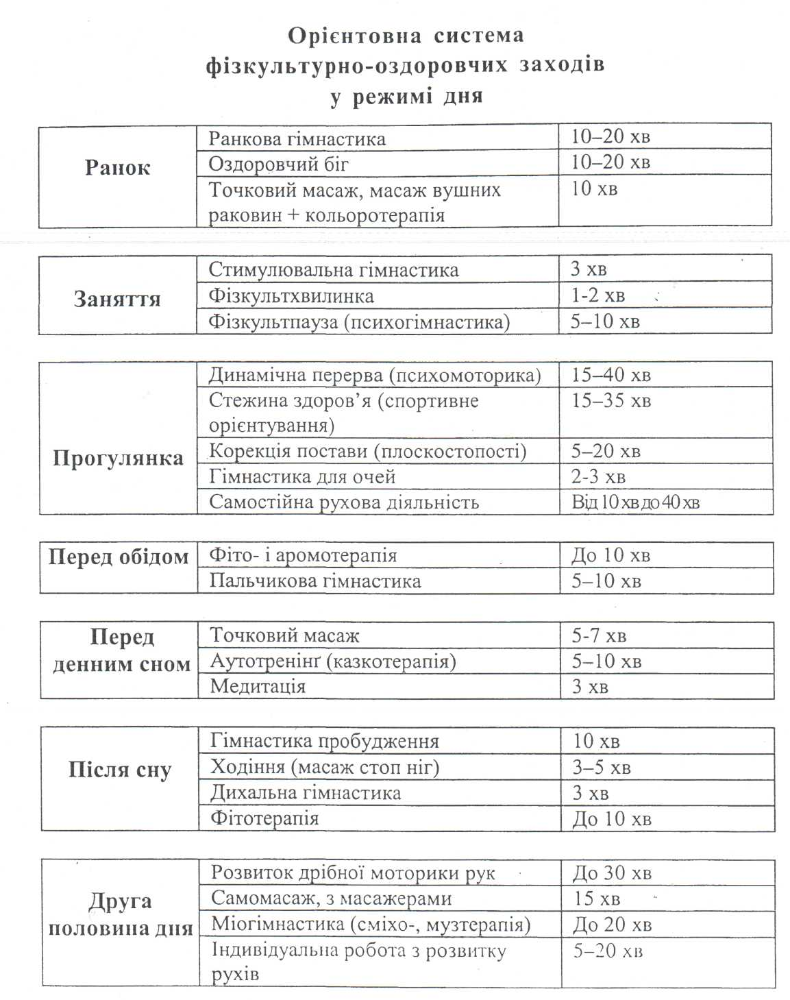 Орієнтовна система
фізкультурно-оздоровчих заходів
у режимі дня
Ранок
Ранкова гімнастика 10–20 хв
Оздоровчий біг 10–20 хв
Точковий масаж, масаж вушних 10 хв
раковин + кольоротерапія
Заняття
Стимулювальна гімнастика 3 хв
Фізкультхвилинка 1-2 хв
Фізкультпауза (психогімнастика) 5–10 хв
Прогулянка
Динамічна перерва (психомоторика) 15–40 хв
Стежина здоров’я (спортивне 15–35 хв
орієнтування)
Корекція постави (плоскостопості) 5–20 хв
Гімнастика для очей 2-3 хв
Самостійна рухова діяльність Від 10 хв до 40 хв
Перед обідом
Фіто- і аромотерапія До 10 хв
Пальчикова гімнастика 5–10 хв
Перед
денним сном
Точковий масаж 5-7 хв
Аутотренінг (казкотерапія) 5–10 хв
Медитація 3 хв
Після сну
Гімнастика пробудження 10 хв
Ходіння (масаж стоп ніг) 3–5 хв
Дихальна гімнастика 3 хв
Фітотерапія До 10 хв
Друга
половина дня
Розвиток дрібної моторики рук До 30 хв
Самомасаж, з масажерами 15 хв
Міогімнастика (сміхо-, музтерапія) До 20 хв
Індивідуальна робота з розвитку 5–20 хв
рухів